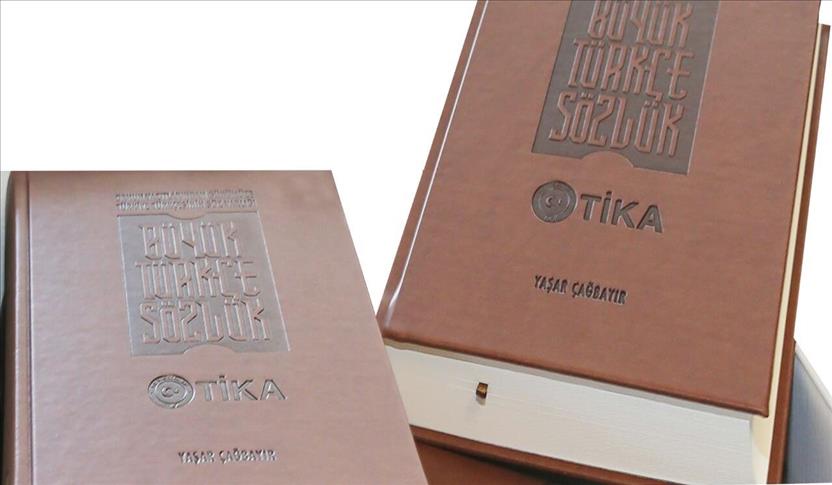 BÜYÜK
TÜRKÇE
SÖZLÜK
TİKA
YAŞAR ÇAĞBAYIR
BÜYÜK
TÜRKÇE
SÖZLÜK
TİKA
YAŞAR ÇAĞBAYIR